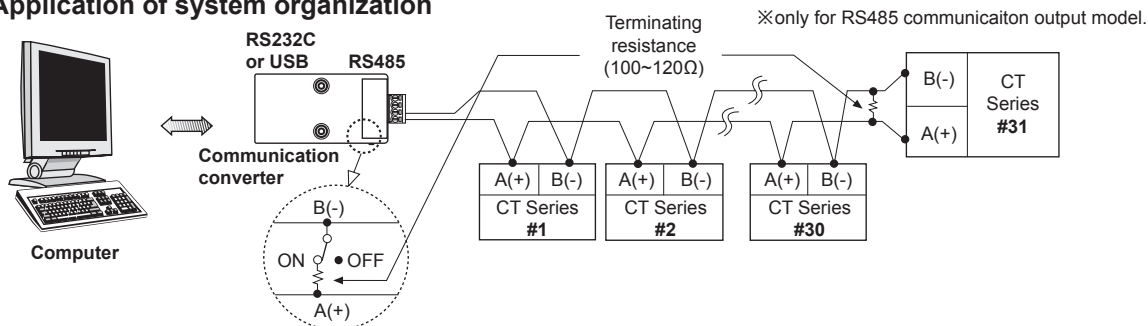 Application of system organization
※only for RS485 communicaiton output model.
RS232C
or USB
RS485
Terminating
resistance
(100~120Ω)
Communication
converter
Computer
B(-)
ON
OFF
A(+)
A(+)
B(-)
CT Series
#1
A(+)
B(-)
CT Series
#2
A(+)
B(-)
CT Series
#30
B(-)
A(+)
CT
Series
#31